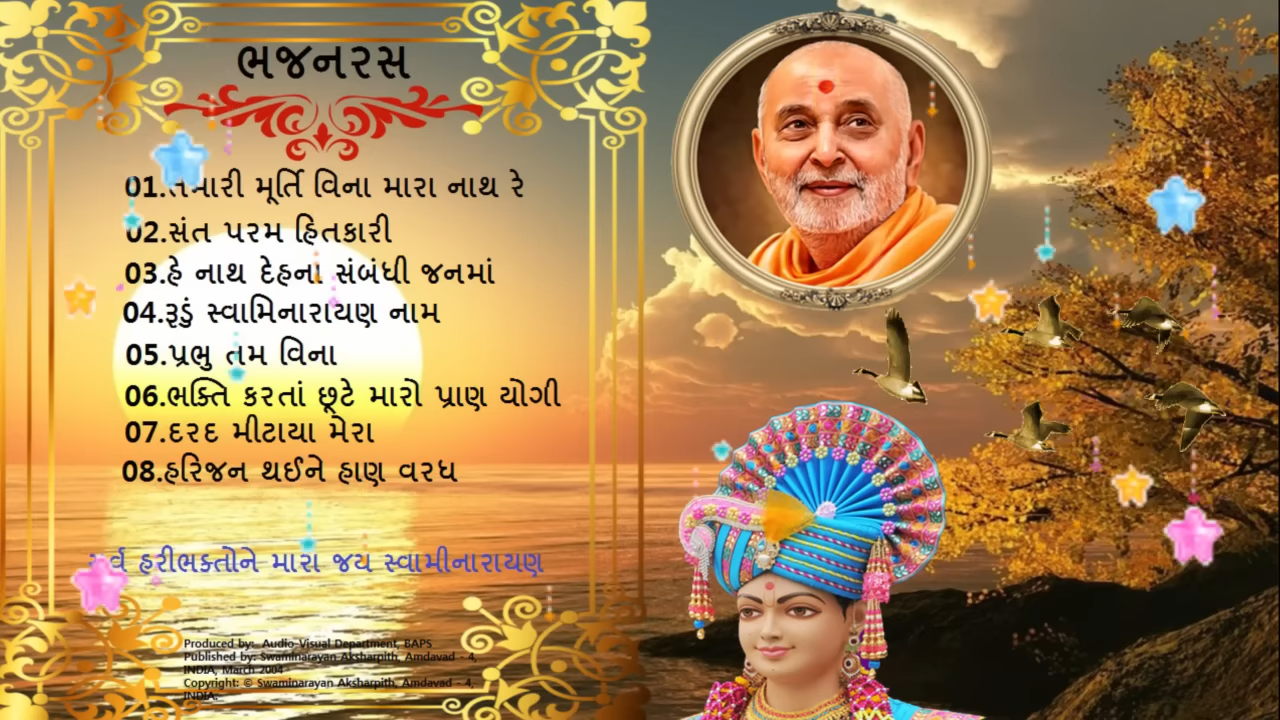 ભજનરસ
01.તમારી મૂર્તિ વિના મારા નાથ રે
02.સંત પરમ હિતકારી
03.હે નાથ દેહના સંબંધી જનમાં
04.રૂડું સ્વામિનારાયણ નામ
05.પ્રભુ તમ વિના
06.ભક્તિ કરતાં છૂટે મારો પ્રાણ યોગી
07.દરદ મીટાયા મેરા
08.હરિજન થઈને હાણ વરધ
સર્વ હરીભક્તોને મારા જય સ્વામીનારાયણ
Produced by:  Audio-Visual Department, BAPS
Published by: Swaminarayan Aksharpith, Amdavad - 4,
INDIA, March 2004
Copyright: © Swaminarayan Aksharpith, Amdavad - 4,
INDIA.